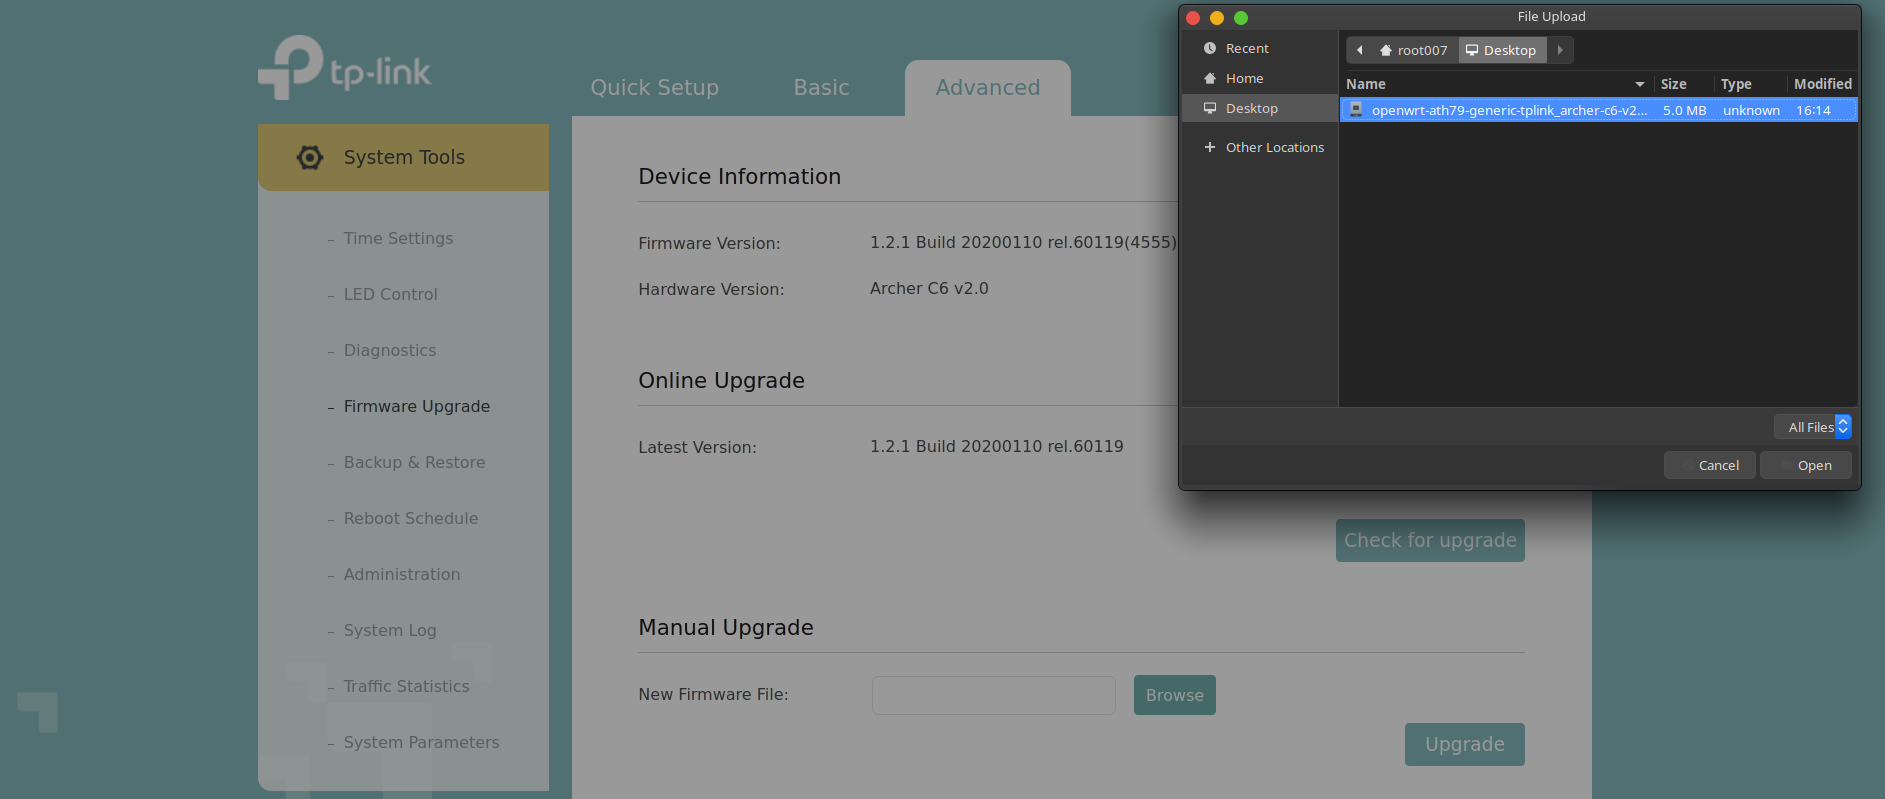 tp-link
Quick Setup
Basic
Advanced
System Tools
– Time Settings
– LED Control
– Diagnostics
– Firmware Upgrade
– Backup & Restore
– Reboot Schedule
– Administration
– System Log
– Traffic Statistics
– System Parameters
Device Information
Firmware Version: 1.2.1 Build 20200110 rel.60119(4555)
Hardware Version: Archer C6 v2.0
Online Upgrade
Latest Version: 1.2.1 Build 20200110 rel.60119
Check for upgrade
Manual Upgrade
New Firmware File:
Browse
Upgrade
File Upload
Recent
Home
Desktop
+ Other Locations
root007 Desktop
Name Size Type Modified
openwrt-ath79-generic-tplink_archer-c6-v2... 5.0 MB unknown 16:14
All Files
Cancel Open